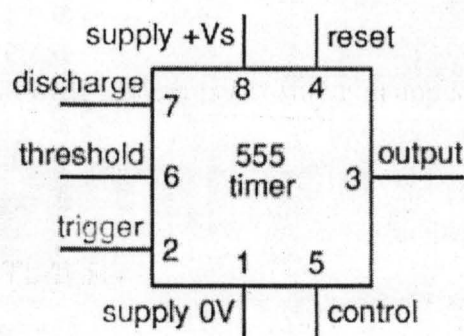 supply +Vs reset
discharge 8 4
7
threshold 555 output
6 timer 3
trigger
2 1 5
supply 0V control